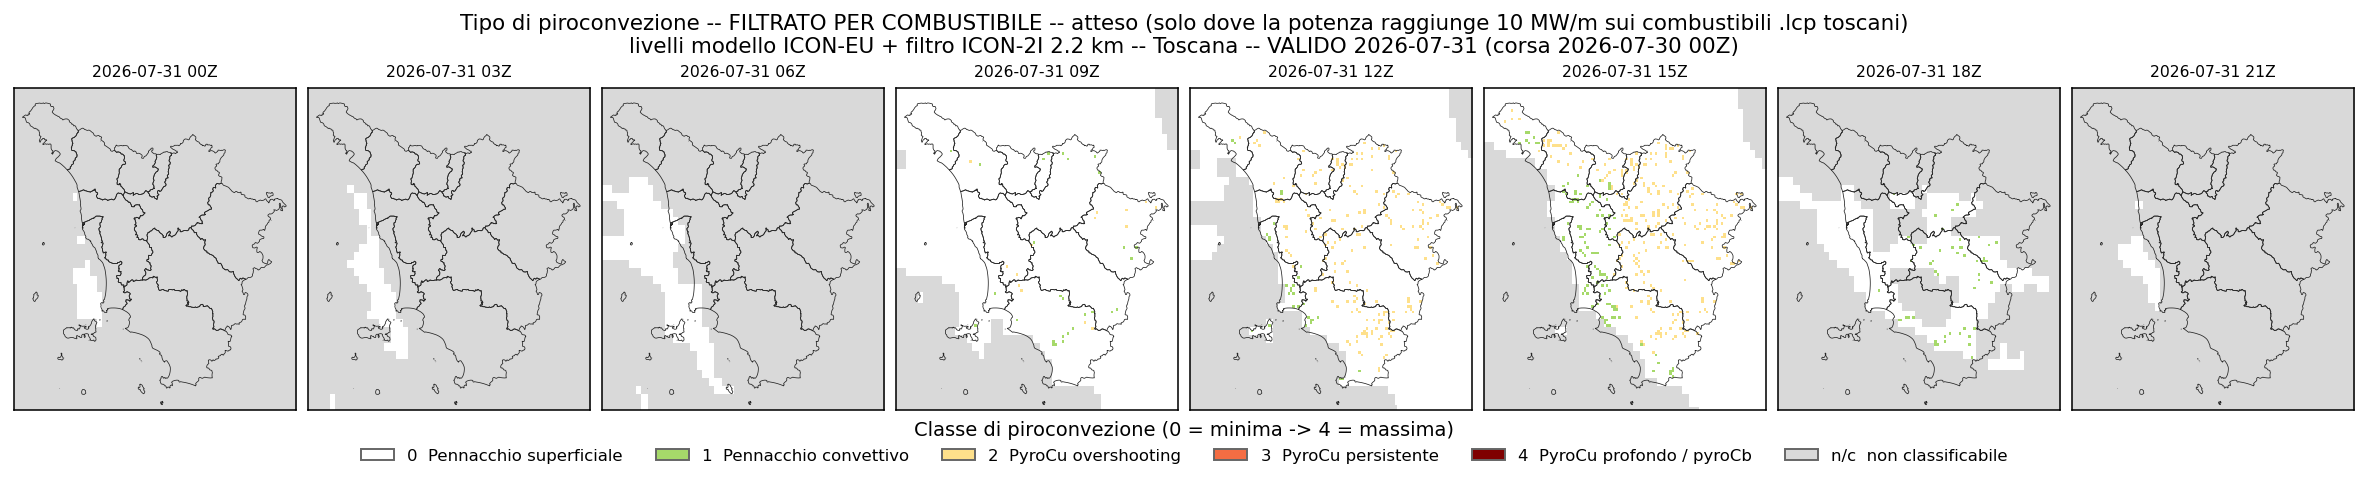 Tipo di piroconvezione -- FILTRATO PER COMBUSTIBILE -- atteso (solo dove la potenza raggiunge 10 MW/m sui combustibili .lcp toscani)
livelli modello ICON-EU + filtro ICON-2I 2.2 km -- Toscana -- VALIDO 2026-07-31 (corsa 2026-07-30 00Z)
2026-07-31 00Z
2026-07-31 03Z
2026-07-31 06Z
2026-07-31 09Z
2026-07-31 12Z
2026-07-31 15Z
2026-07-31 18Z
2026-07-31 21Z
Classe di piroconvezione (0 = minima -> 4 = massima)
0 Pennacchio superficiale
1 Pennacchio convettivo
2 PyroCu overshooting
3 PyroCu persistente
4 PyroCu profondo / pyroCb
n/c non classificabile